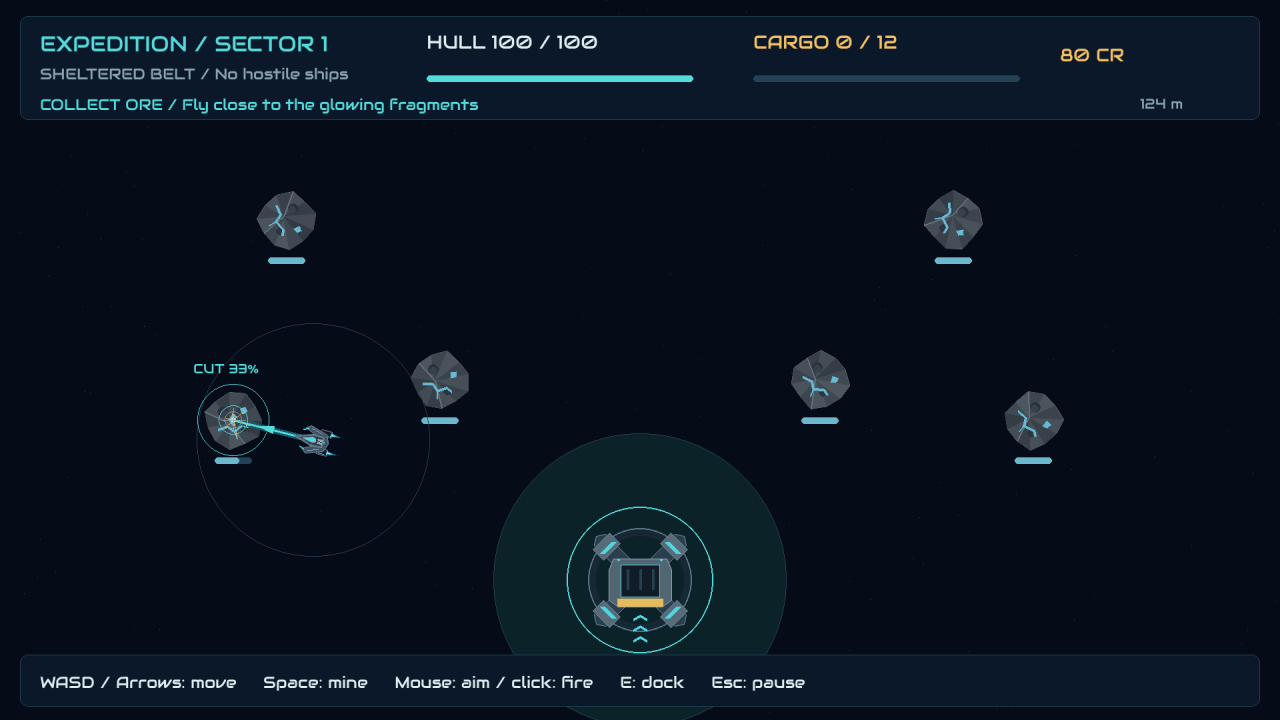 EXPEDITION / SECTOR 1
HULL 100 / 100
CARGO 0 / 12
80 CR
SHELTERED BELT / No hostile ships
COLLECT ORE / Fly close to the glowing fragments
124 m
CUT 33%
WASD / Arrows: move
Space: mine
Mouse: aim / click: fire
E: dock
Esc: pause